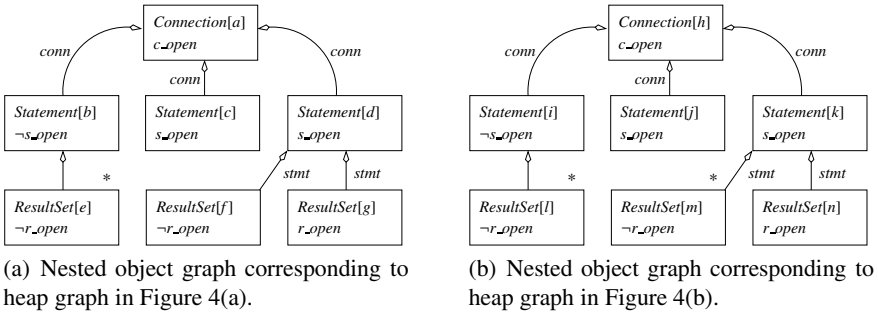 Connection[a]
c_open
conn
conn
conn
Statement[b]
¬s_open
Statement[c]
s_open
Statement[d]
s_open
*
stmt
stmt
ResultSet[e]
¬r_open
ResultSet[f]
¬r_open
ResultSet[g]
r_open
(a) Nested object graph corresponding to
heap graph in Figure 4(a).
Connection[h]
c_open
conn
conn
conn
Statement[i]
¬s_open
Statement[j]
s_open
Statement[k]
s_open
*
*
stmt
stmt
ResultSet[l]
¬r_open
ResultSet[m]
¬r_open
ResultSet[n]
r_open
(b) Nested object graph corresponding to
heap graph in Figure 4(b).